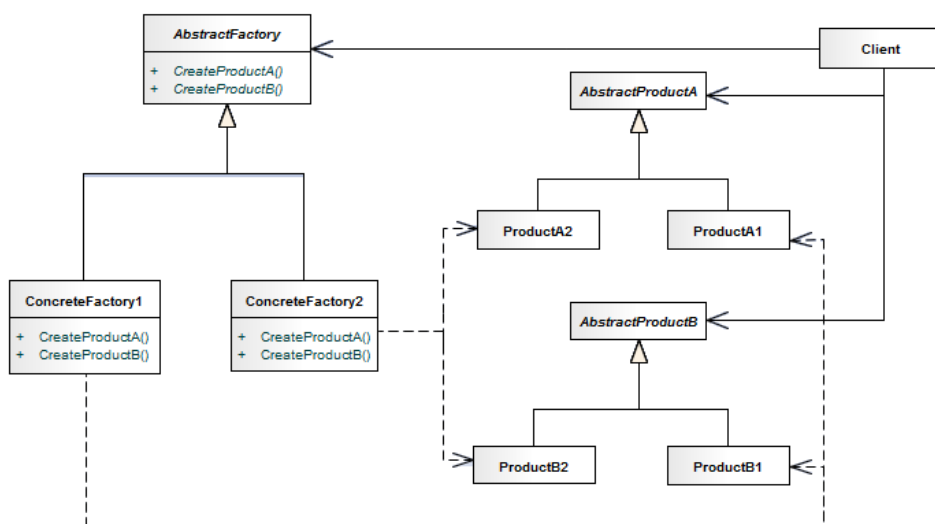 AbstractFactory
+ CreateProductA()
+ CreateProductB()
Client
AbstractProductA
ProductA2
ProductA1
ConcreteFactory1
+ CreateProductA()
+ CreateProductB()
ConcreteFactory2
+ CreateProductA()
+ CreateProductB()
AbstractProductB
ProductB2
ProductB1